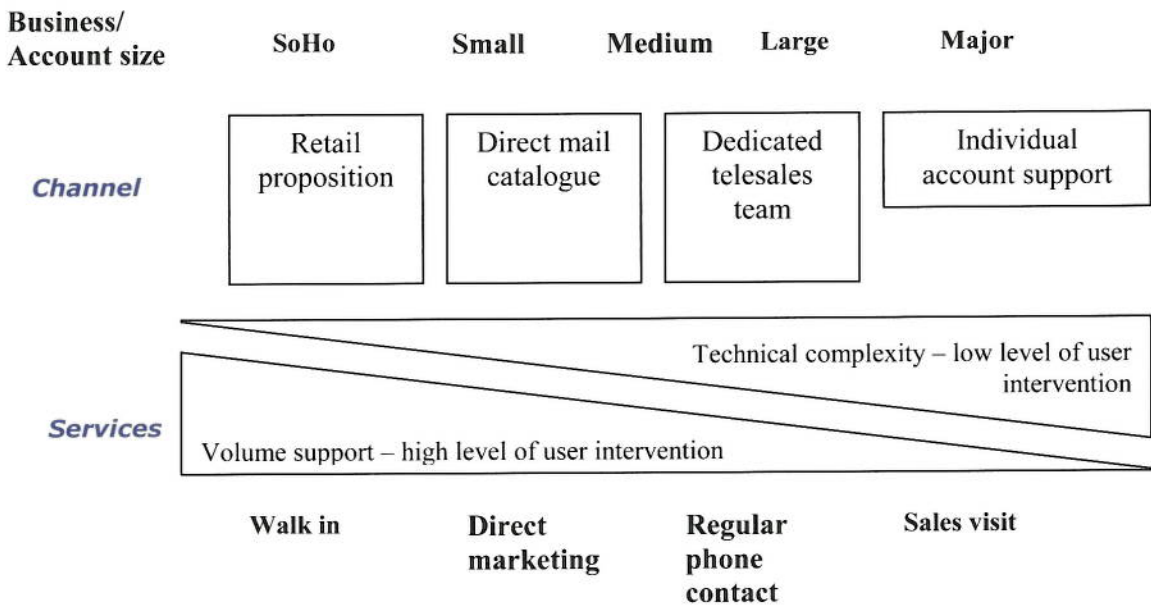 Business/
Account size
SoHo
Small
Medium
Large
Major
Channel
Retail
proposition
Direct mail
catalogue
Dedicated
telesales
team
Individual
account support
Services
Technical complexity – low level of user
intervention
Volume support – high level of user intervention
Walk in
Direct
marketing
Regular
phone
contact
Sales visit